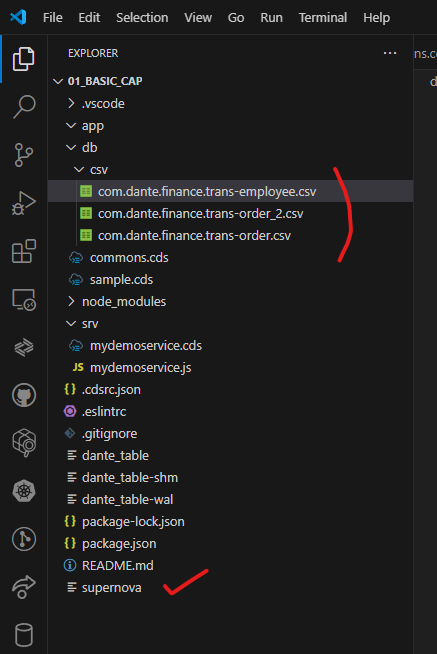 File Edit Selection View Go Run Terminal Help
EXPLORER ...
ns.c
01_BASIC_CAP
.vscode
app
db
csv
com.dante.finance.trans-employee.csv
com.dante.finance.trans-order_2.csv
com.dante.finance.trans-order.csv
commons.cds
sample.cds
node_modules
srv
mydemoservice.cds
JS mydemoservice.js
{} .cdsrc.json
.eslintrc
.gitignore
dante_table
dante_table-shm
dante_table-wal
{} package-lock.json
{} package.json
README.md
supernova